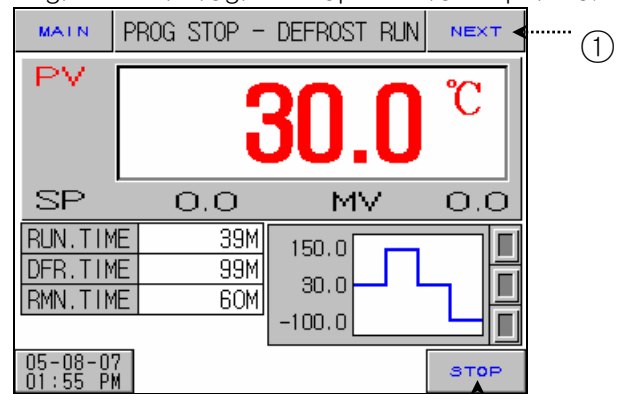 MAIN PROG STOP - DEFROST RUN NEXT
①
PV
30.0 ℃
SP 0.0 MV 0.0
RUN.TIME 39M
DFR.TIME 99M
RMN.TIME 60M
150.0
30.0
-100.0
05-08-07
01:55 PM
STOP